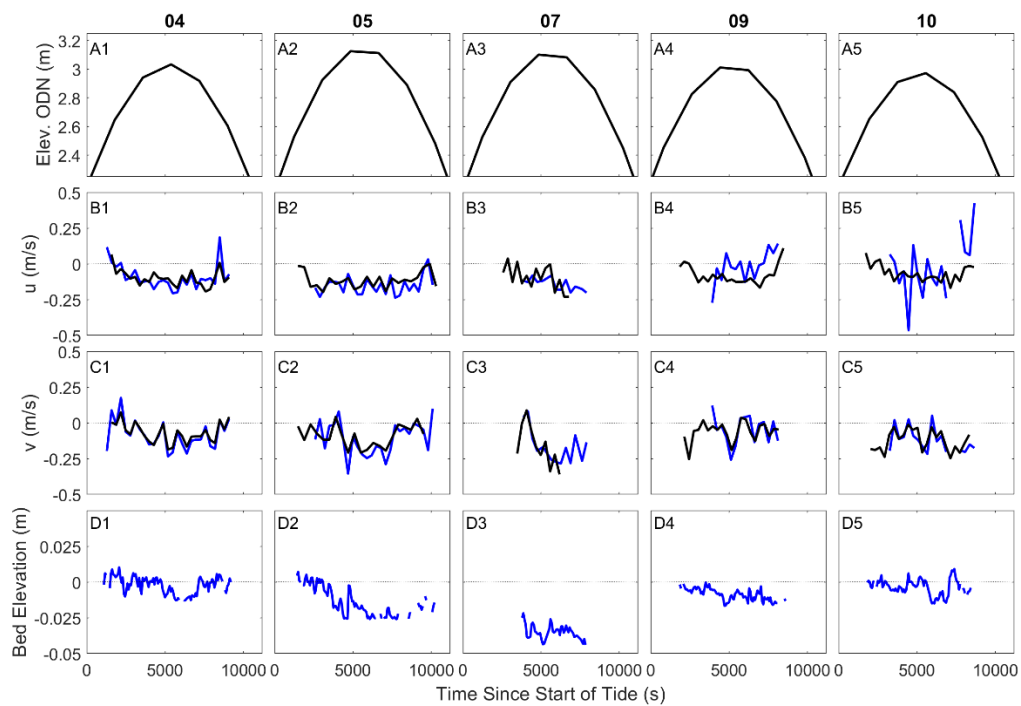 04 05 07 09 10
Elev. ODN (m)
3.2
3
2.8
2.6
2.4
A1 A2 A3 A4 A5
u (m/s)
0.5
0.25
0
-0.25
-0.5
B1 B2 B3 B4 B5
v (m/s)
0.5
0.25
0
-0.25
-0.5
C1 C2 C3 C4 C5
Bed Elevation (m)
0.025
0
-0.025
-0.05
D1 D2 D3 D4 D5
0 5000 10000 0 5000 10000 0 5000 10000 0 5000 10000 0 5000 10000
Time Since Start of Tide (s)